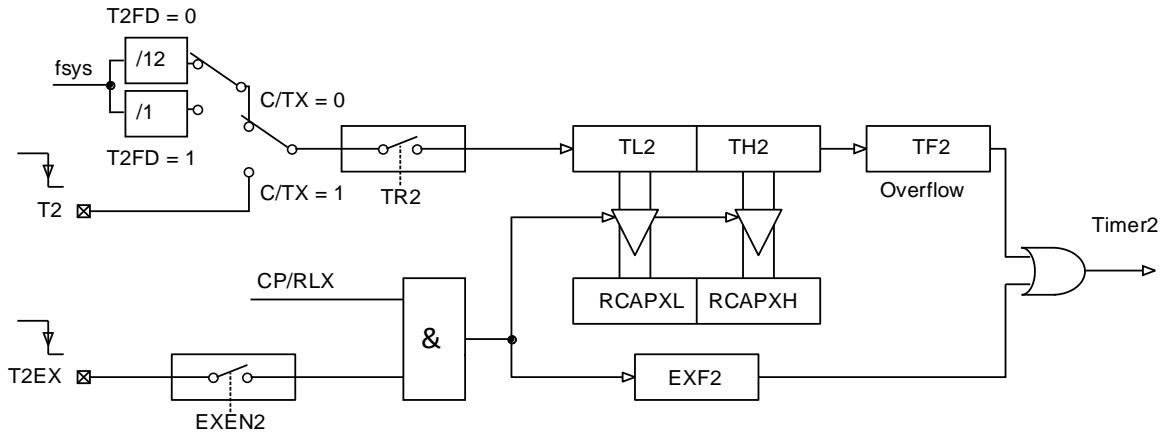 T2FD = 0
/12
fsys
C/TX = 0
/1
T2FD = 1
TL2
TH2
TF2
C/TX = 1
TR2
Overflow
T2
Timer2
CP/RLX
RCAPXL
RCAPXH
&
T2EX
EXF2
EXEN2